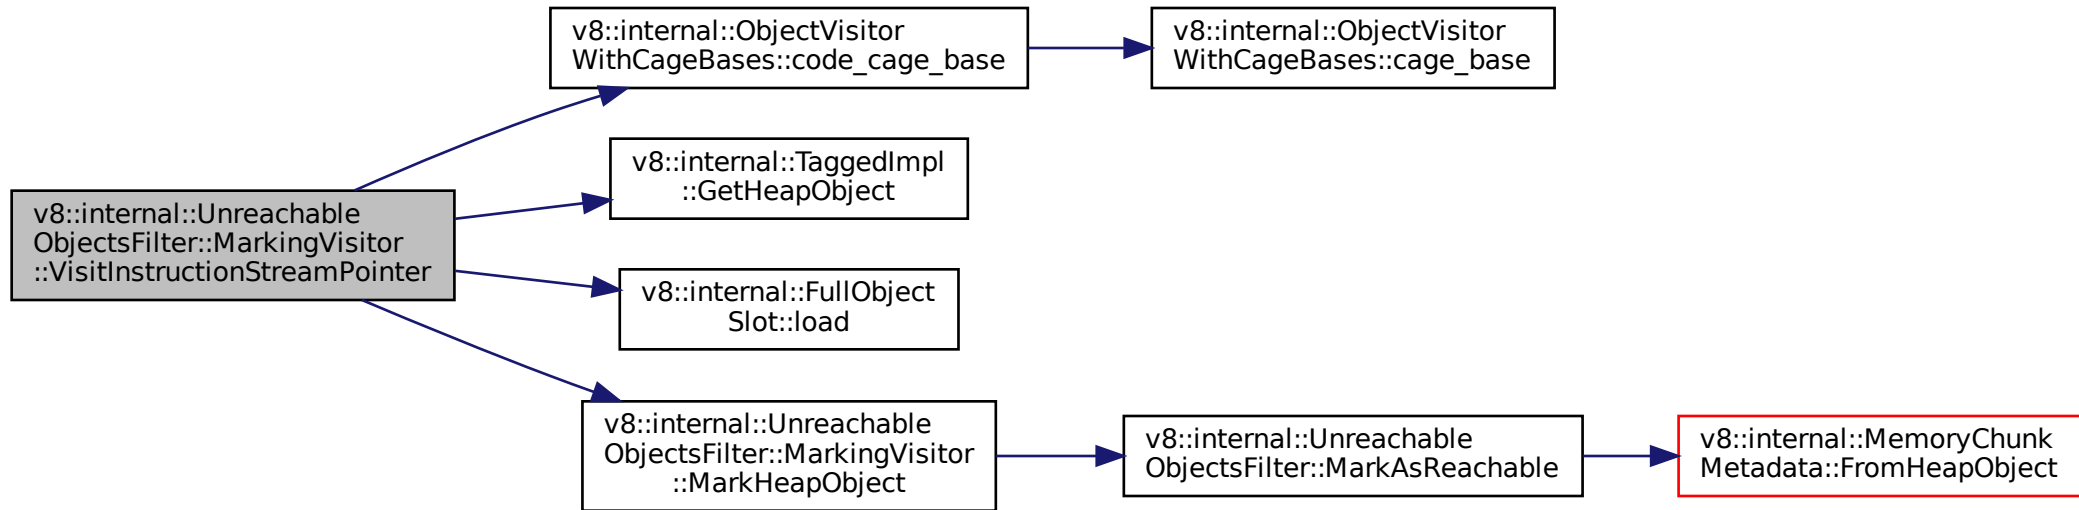 v8::internal::ObjectVisitor
WithCageBases::code_cage_base
v8::internal::ObjectVisitor
WithCageBases::cage_base
v8::internal::TaggedImpl
::GetHeapObject
v8::internal::Unreachable
ObjectsFilter::MarkingVisitor
::VisitInstructionStreamPointer
v8::internal::FullObject
Slot::load
v8::internal::Unreachable
ObjectsFilter::MarkingVisitor
::MarkHeapObject
v8::internal::Unreachable
ObjectsFilter::MarkAsReachable
v8::internal::MemoryChunk
Metadata::FromHeapObject